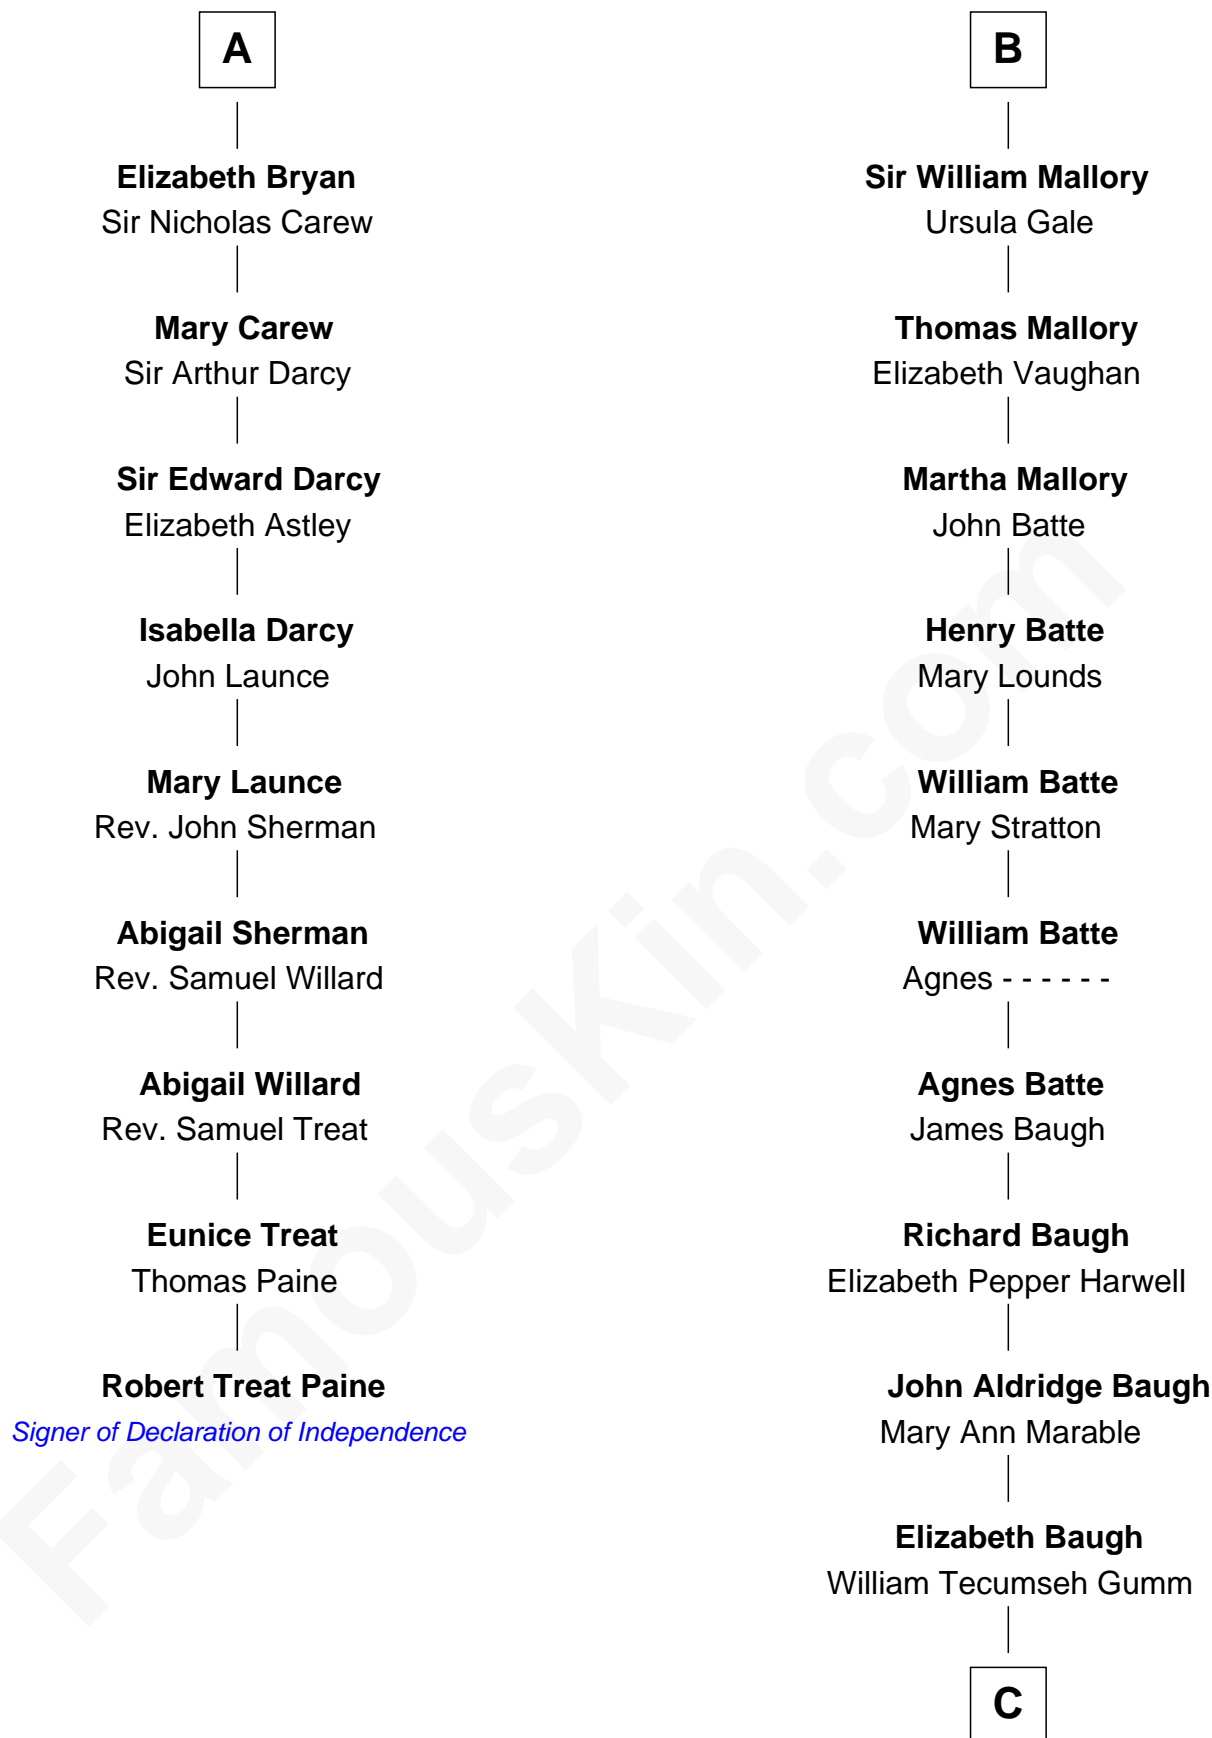 A
Elizabeth Bryan
Sir Nicholas Carew
Mary Carew
Sir Arthur Darcy
Sir Edward Darcy
Elizabeth Astley
Isabella Darcy
John Launce
Mary Launce
Rev. John Sherman
Abigail Sherman
Rev. Samuel Willard
Abigail Willard
Rev. Samuel Treat
Eunice Treat
Thomas Paine
Robert Treat Paine
Signer of Declaration of Independence
B
Sir William Mallory
Ursula Gale
Thomas Mallory
Elizabeth Vaughan
Martha Mallory
John Batte
Henry Batte
Mary Lounds
William Batte
Mary Stratton
William Batte
Agnes - - - - - -
Agnes Batte
James Baugh
Richard Baugh
Elizabeth Pepper Harwell
John Aldridge Baugh
Mary Ann Marable
Elizabeth Baugh
William Tecumseh Gumm
C
FamousKin.com